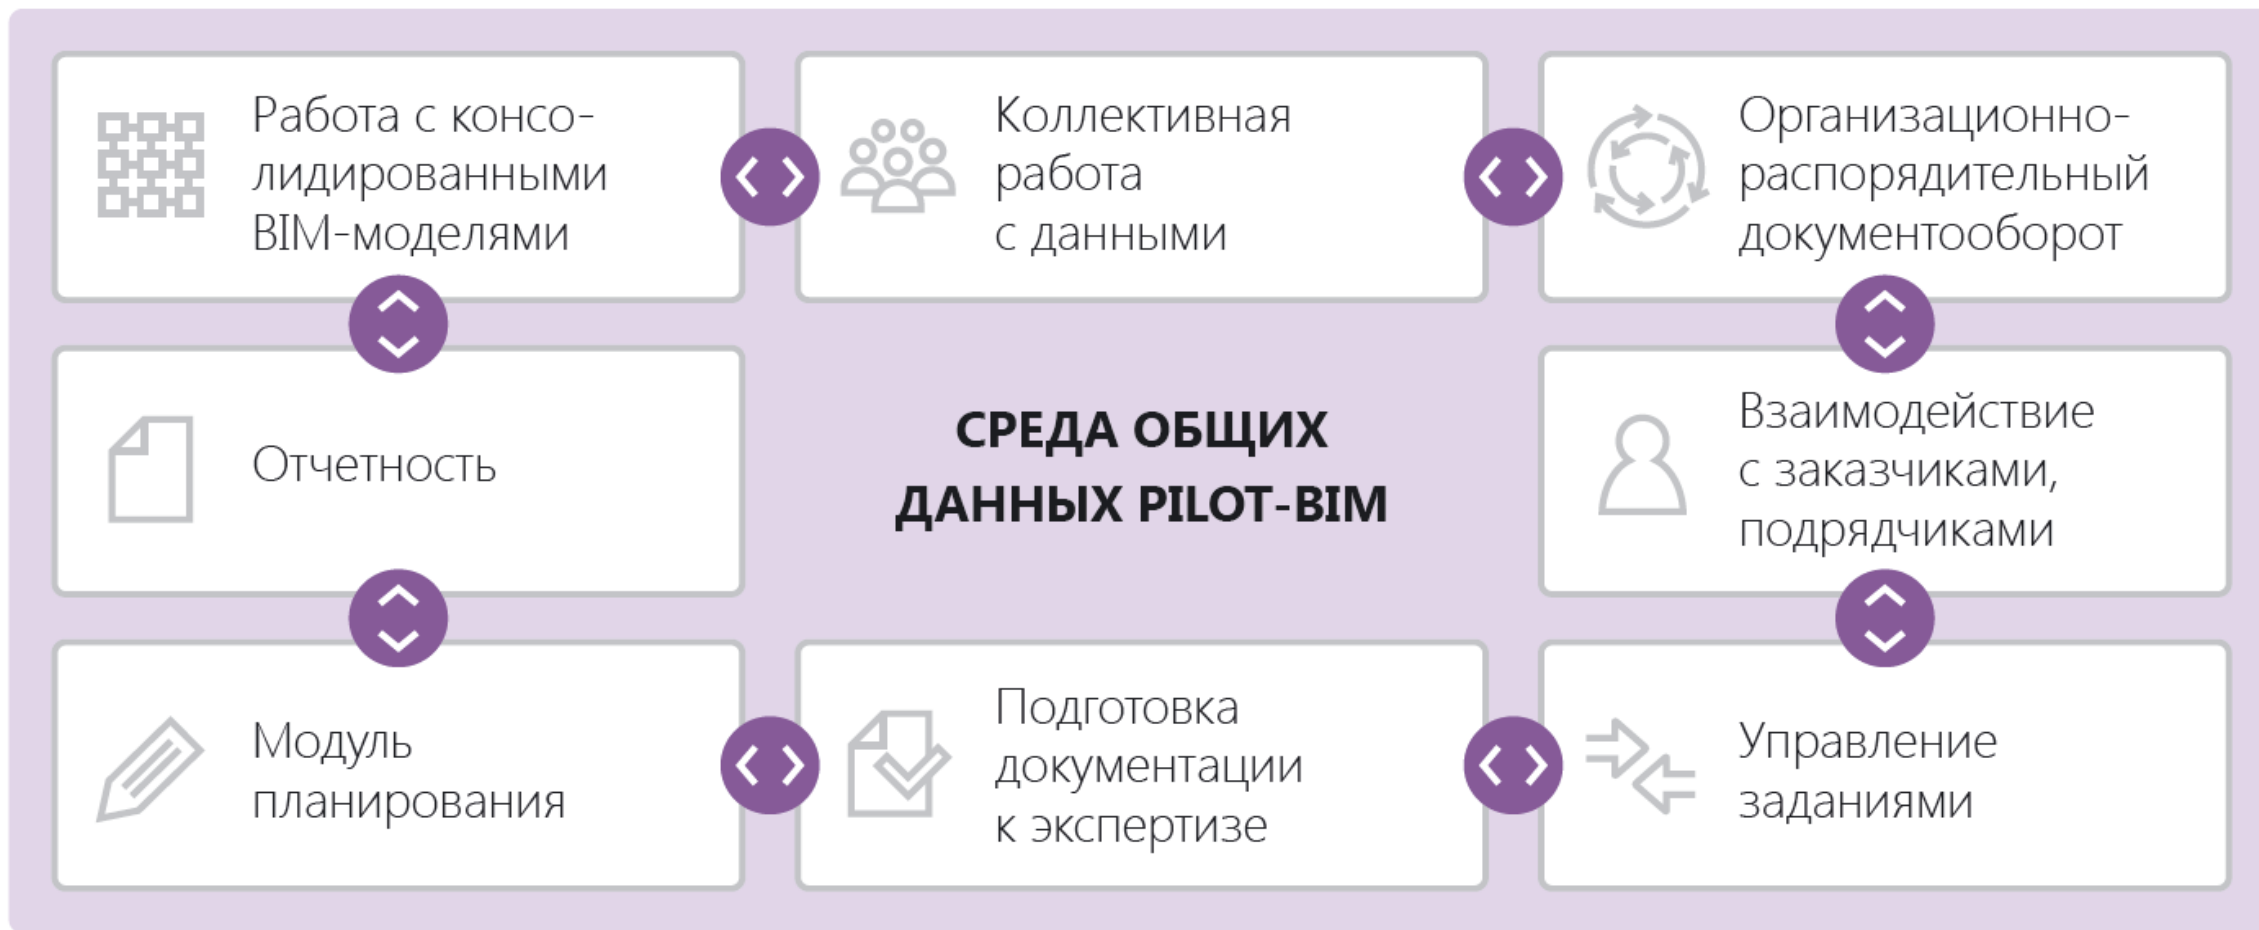 Работа с консо-
лидированными
BIM-моделями
Коллективная
работа
с данными
Организационно-
распорядительный
документооборот
Отчетность
СРЕДА ОБЩИХ
ДАННЫХ PILOT-BIM
Взаимодействие
с заказчиками,
подрядчиками
Модуль
планирования
Подготовка
документации
к экспертизе
Управление
заданиями